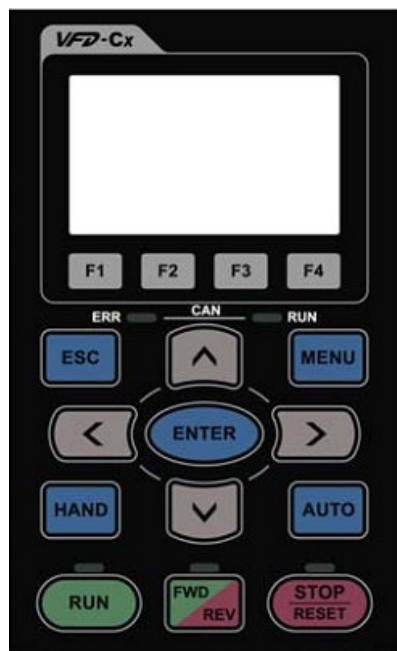 VFD-Cx
F1 F2 F3 F4
ERR CAN RUN
ESC MENU
ENTER
HAND AUTO
RUN FWD STOP
REV RESET